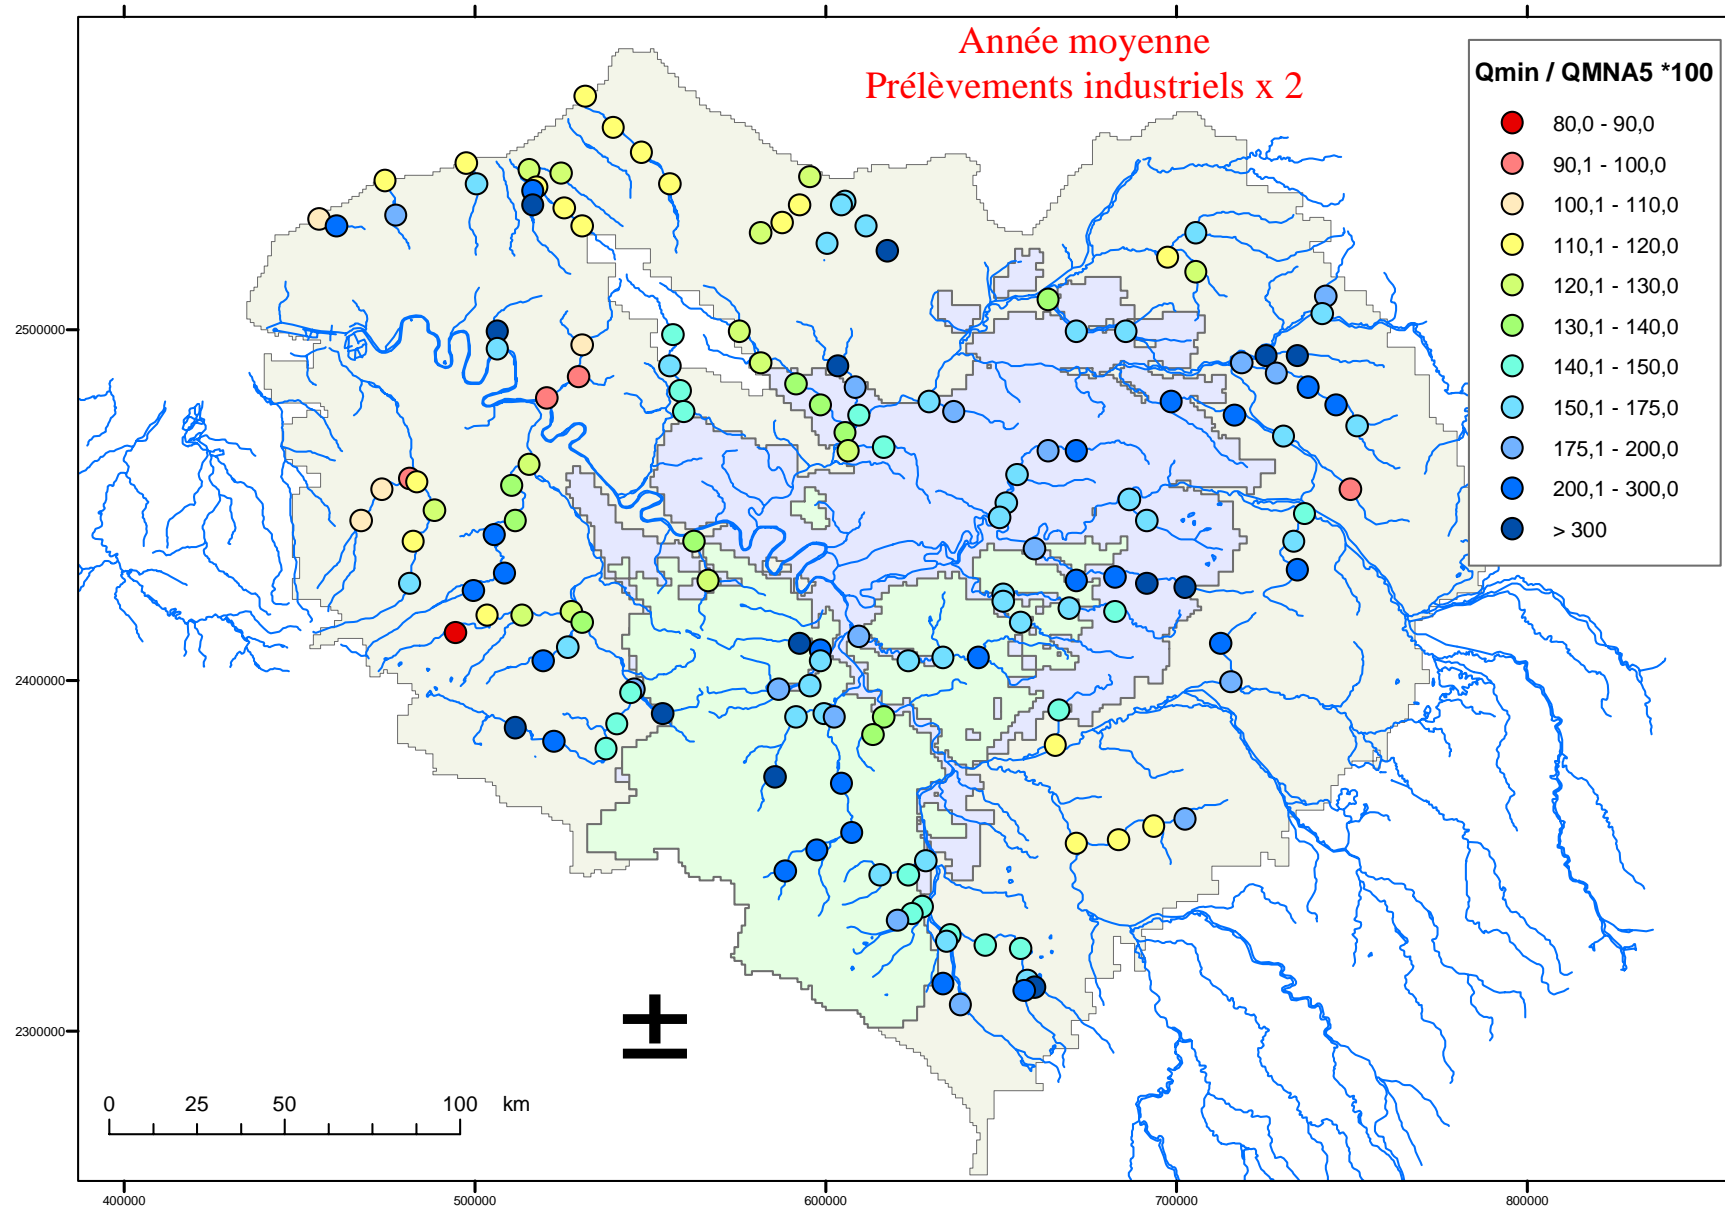 Année moyenne
Prélèvements industriels x 2
Qmin / QMNA5 *100
80,0 - 90,0
90,1 - 100,0
100,1 - 110,0
110,1 - 120,0
120,1 - 130,0
130,1 - 140,0
140,1 - 150,0
150,1 - 175,0
175,1 - 200,0
200,1 - 300,0
> 300
2500000
2400000
2300000
0 25 50 100 km
400000 500000 600000 700000 800000